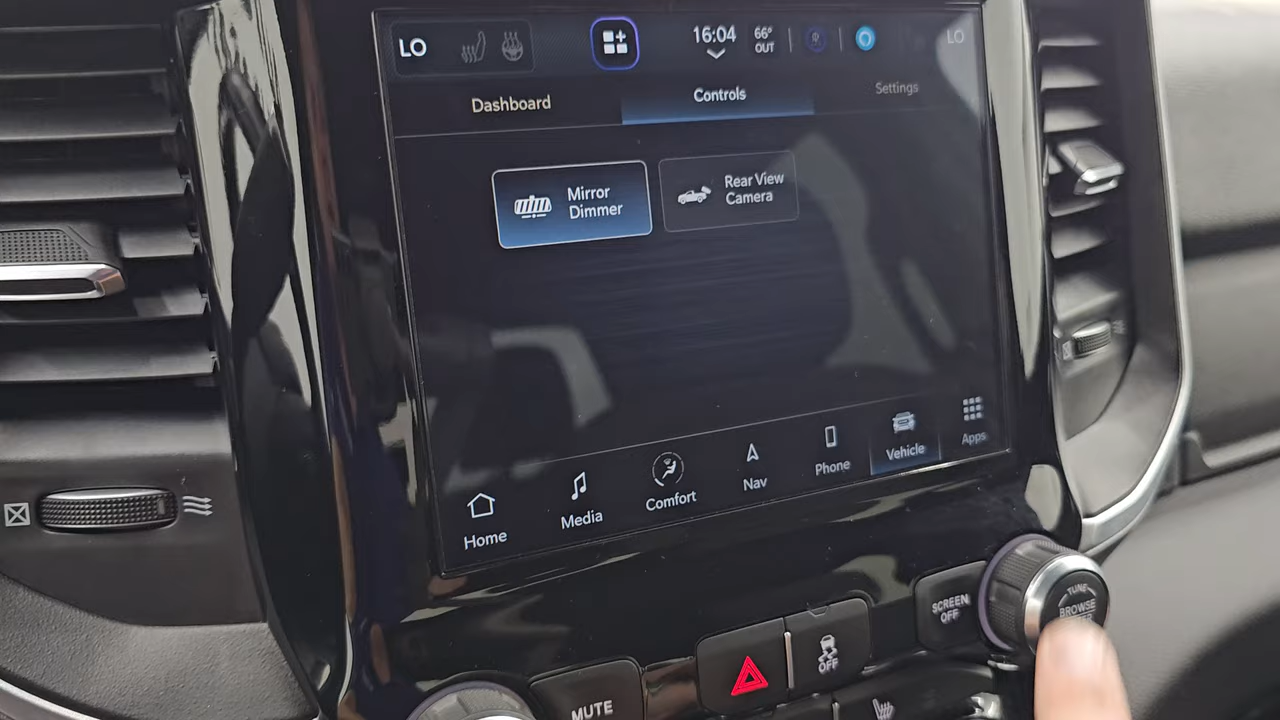 LO
16:04
66°
OUT
LO
Dashboard
Controls
Settings
Mirror
Dimmer
Rear View
Camera
Home
Media
Comfort
Nav
Phone
Vehicle
Apps
SCREEN
OFF
TUNE
BROWSE
OFF
MUTE